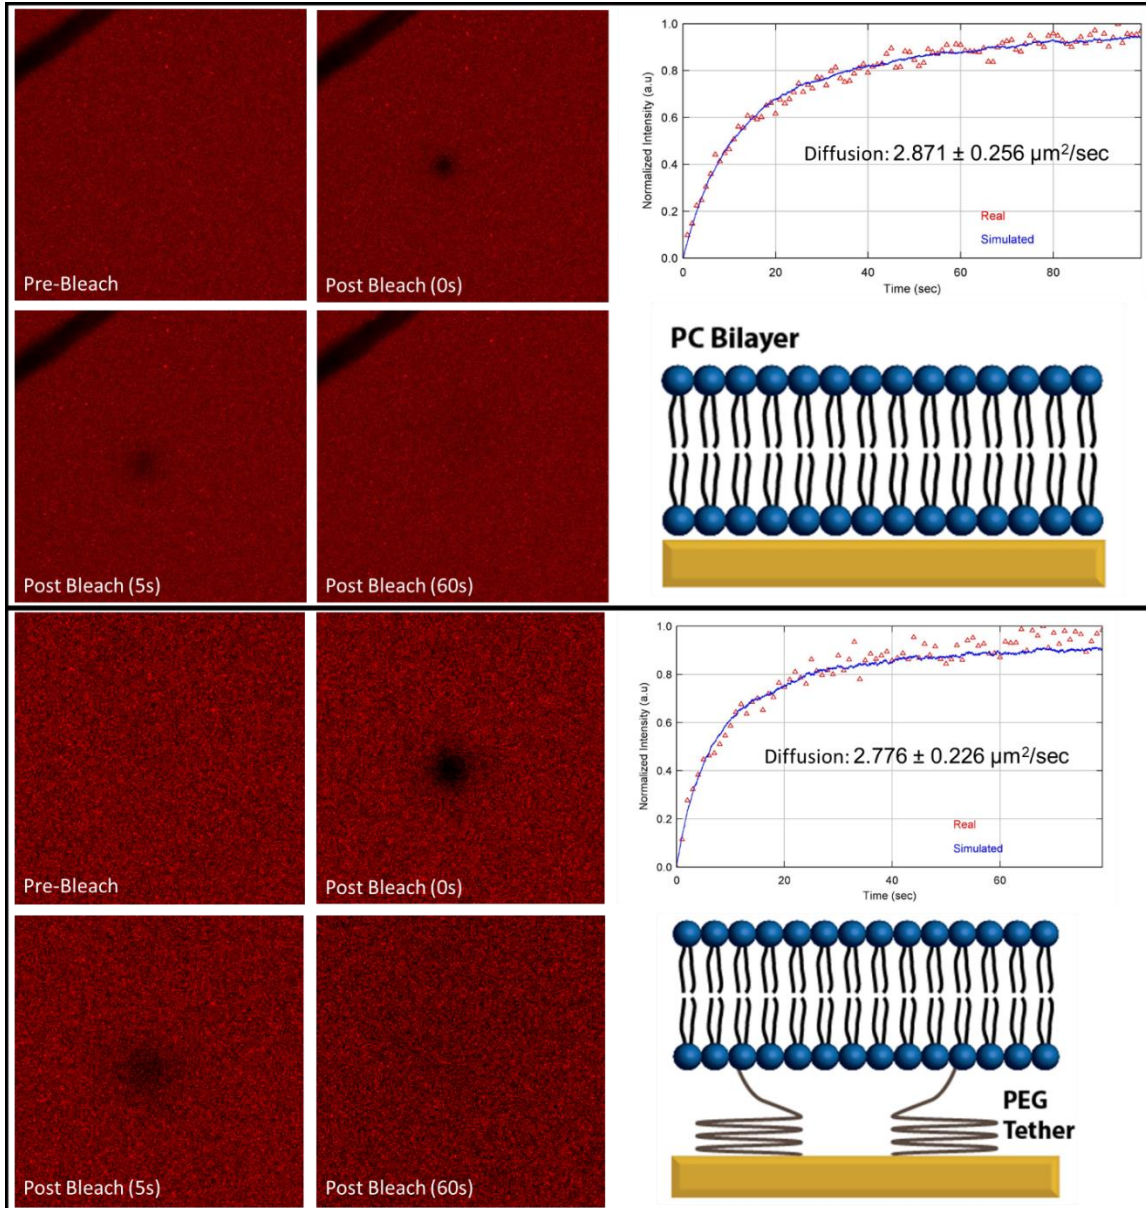 Pre-Bleach
Post Bleach (0s)
Post Bleach (5s)
Post Bleach (60s)
Normalized Intensity (a.u)
1.0
0.8
0.6
0.4
0.2
0.0
Diffusion: 2.871 ± 0.256 µm²/sec
Real
Simulated
0 20 40 60 80
Time (sec)
PC Bilayer
Pre-Bleach
Post Bleach (0s)
Post Bleach (5s)
Post Bleach (60s)
Normalized Intensity (a.u)
1.0
0.8
0.6
0.4
0.2
0.0
Diffusion: 2.776 ± 0.226 µm²/sec
Real
Simulated
0 20 40 60
Time (sec)
PEG
Tether